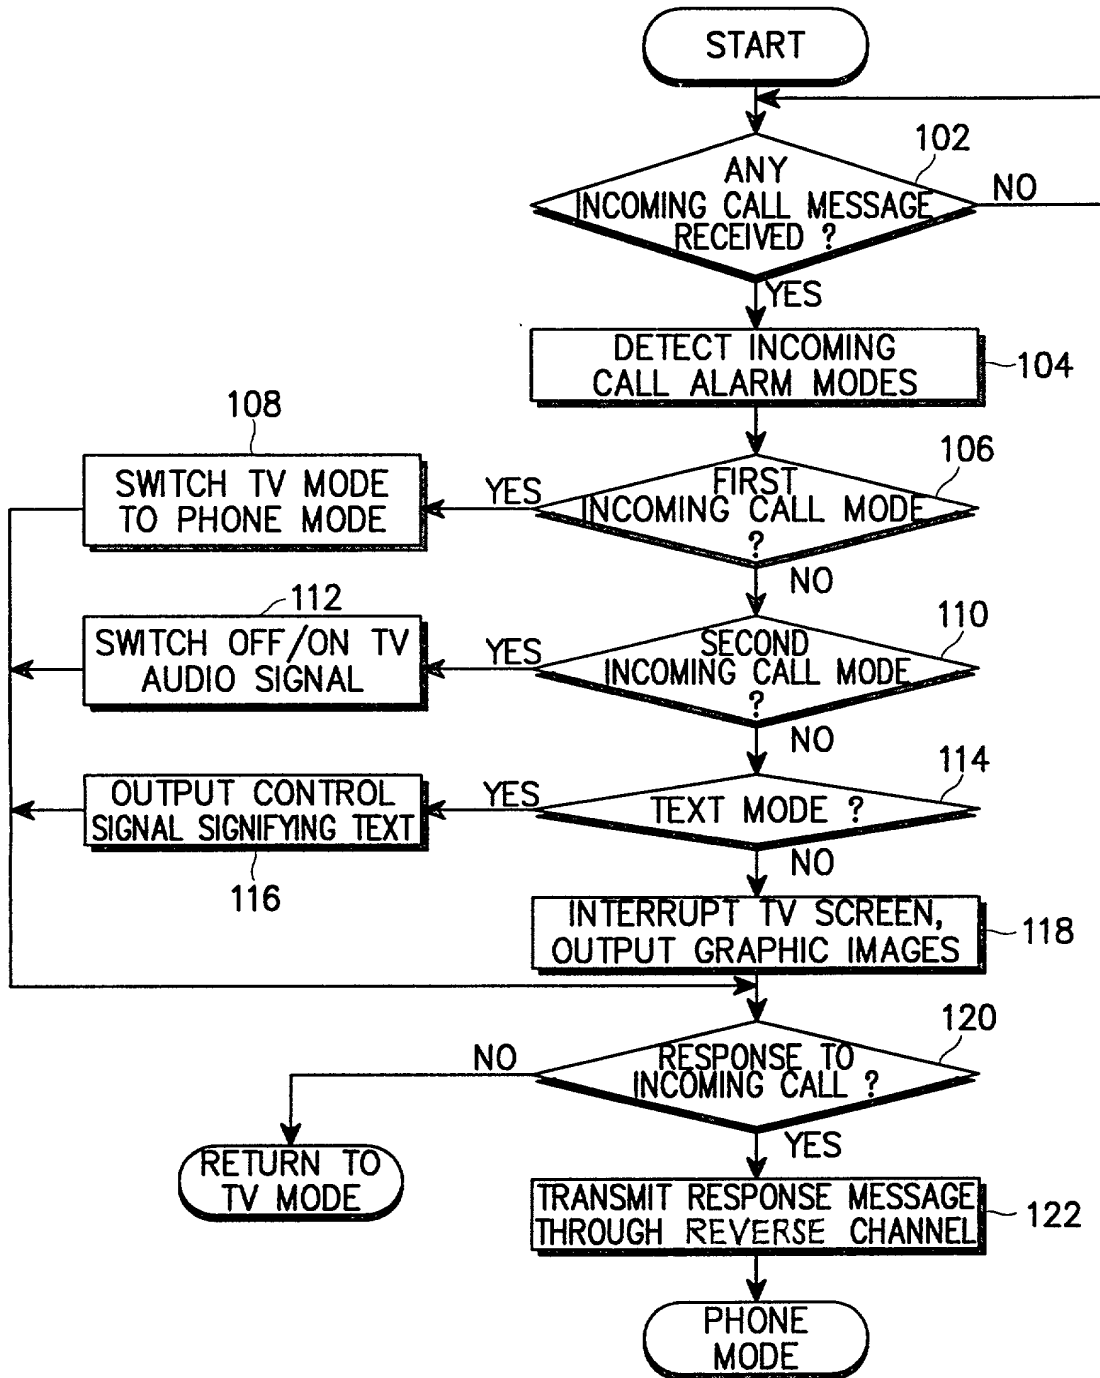 START
102
ANY
INCOMING CALL MESSAGE
RECEIVED ?
NO
YES
DETECT INCOMING
CALL ALARM MODES
104
108
SWITCH TV MODE
TO PHONE MODE
YES
FIRST
INCOMING CALL MODE
?
106
NO
112
SWITCH OFF/ON TV
AUDIO SIGNAL
YES
SECOND
INCOMING CALL MODE
?
110
NO
OUTPUT CONTROL
SIGNAL SIGNIFYING TEXT
116
YES
TEXT MODE ?
114
NO
INTERRUPT TV SCREEN,
OUTPUT GRAPHIC IMAGES
118
120
RESPONSE TO
INCOMING CALL ?
NO
YES
RETURN TO
TV MODE
TRANSMIT RESPONSE MESSAGE
THROUGH REVERSE CHANNEL
122
PHONE
MODE